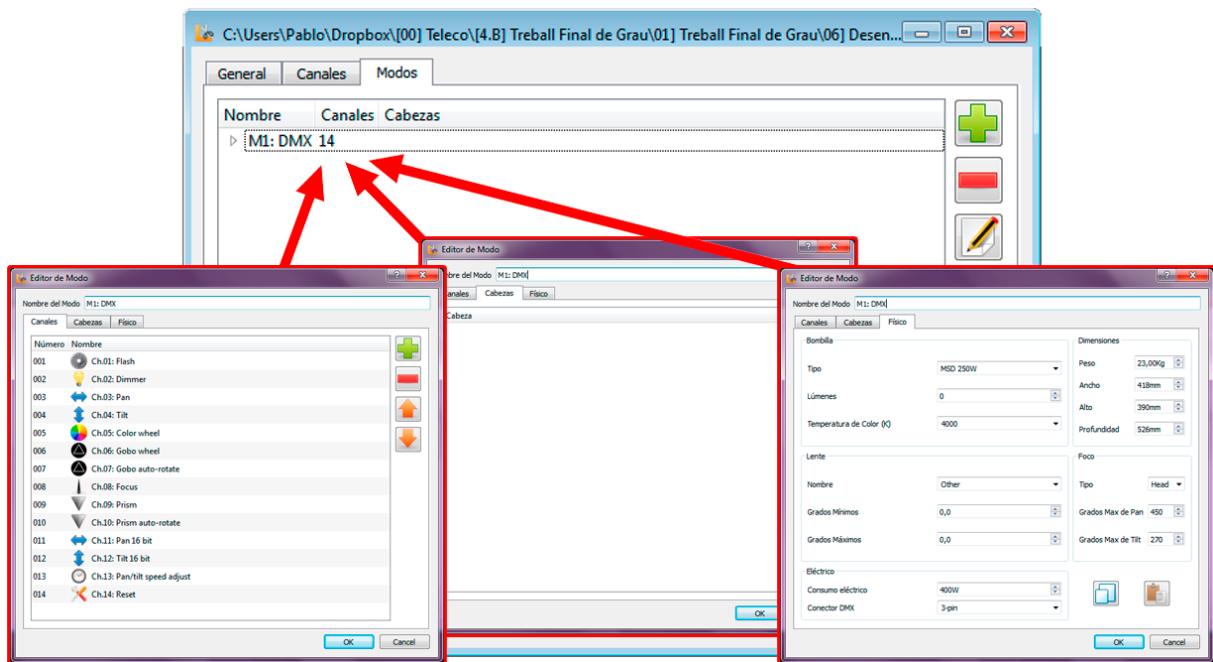 C:\Users\Pablo\Dropbox\[00] Teleco\[4.B] Treball Final de Grau\01] Treball Final de Grau\06] Desen...
General Canales Modos
Nombre Canales Cabezas
M1: DMX 14
Editor de Modo
Nombre del Modo M1: DMX
Canales Cabezas Físico
Número Nombre
001 Ch.01: Flash
002 Ch.02: Dimmer
003 Ch.03: Pan
004 Ch.04: Tilt
005 Ch.05: Color wheel
006 Ch.06: Gobo wheel
007 Ch.07: Gobo auto-rotate
008 Ch.08: Focus
009 Ch.09: Prism
010 Ch.10: Prism auto-rotate
011 Ch.11: Pan 16 bit
012 Ch.12: Tilt 16 bit
013 Ch.13: Pan/tilt speed adjust
014 Ch.14: Reset
OK Cancel
Editor de Modo
bre del Modo M1: DMX
anales Cabezas Físico
Cabeza
OK
Editor de Modo
Nombre del Modo M1: DMX
Canales Cabezas Físico
Bombilla
Tipo MSD 250W
Lúmenes 0
Temperatura de Color (K) 4000
Dimensiones
Peso 23,00Kg
Ancho 418mm
Alto 390mm
Profundidad 526mm
Lente
Nombre Other
Grados Mínimos 0,0
Grados Máximos 0,0
Foco
Tipo Head
Grados Max de Pan 450
Grados Max de Tilt 270
Eléctrico
Consumo eléctrico 400W
Conector DMX 3-pin
OK Cancel